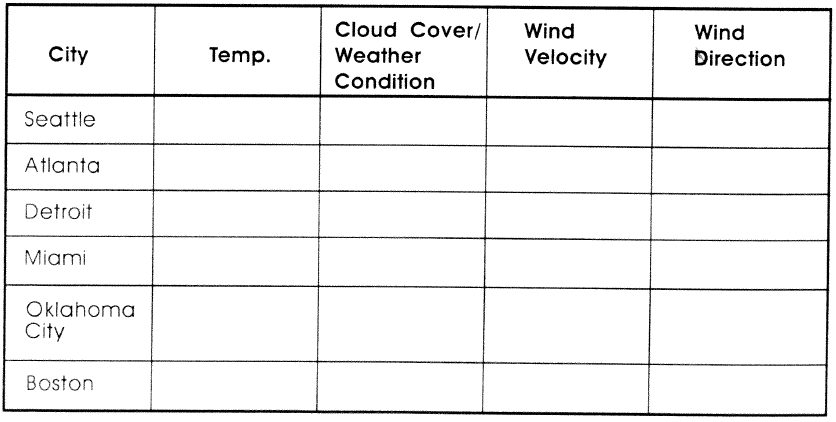 City
Temp.
Cloud Cover/
Weather
Condition
Wind
Velocity
Wind
Direction
Seattle
Atlanta
Detroit
Miami
Oklahoma
City
Boston